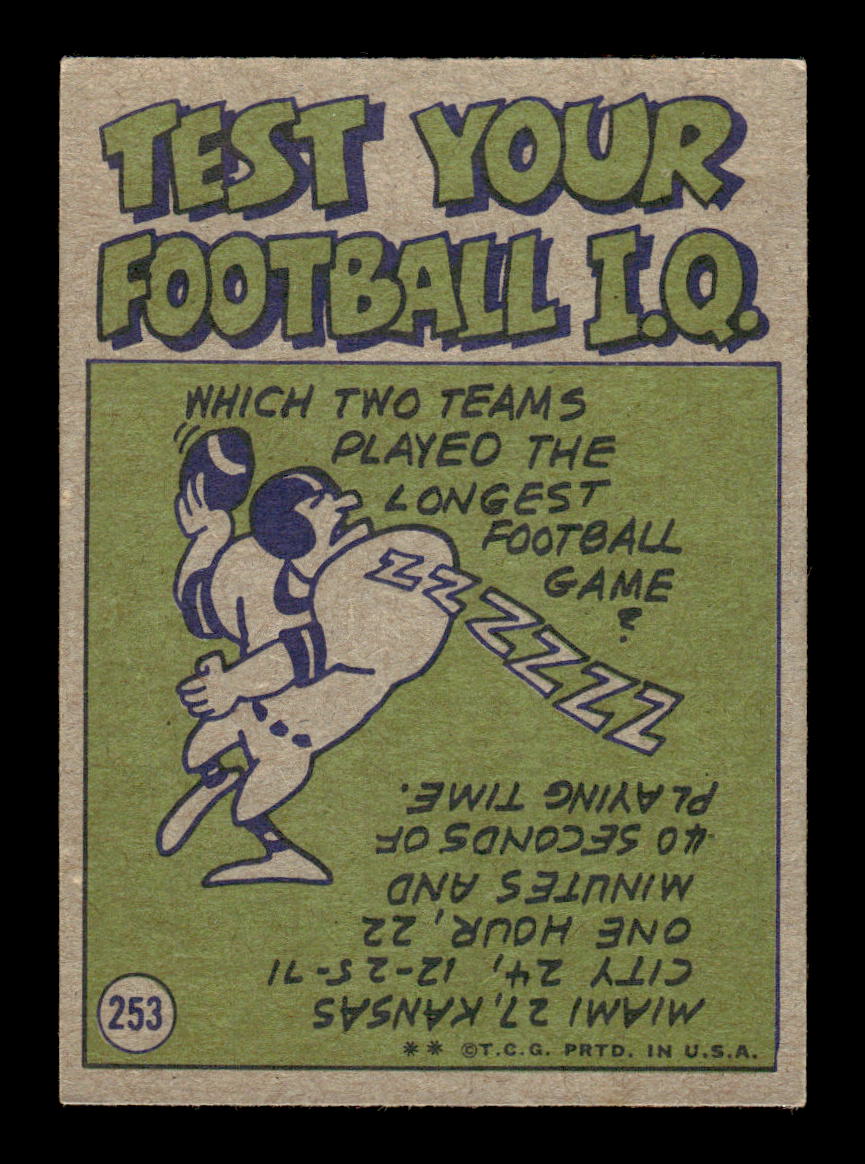 TEST YOUR
FOOTBALL I.Q.
WHICH TWO TEAMS
PLAYED THE
LONGEST
FOOTBALL
GAME
?
ZZZZZZ
MIAMI 27, KANSAS
CITY 24, 12-25-71
ONE HOUR, 22
MINUTES AND
40 SECONDS OF
PLAYING TIME.
253
** ©T.C.G. PRTD. IN U.S.A.